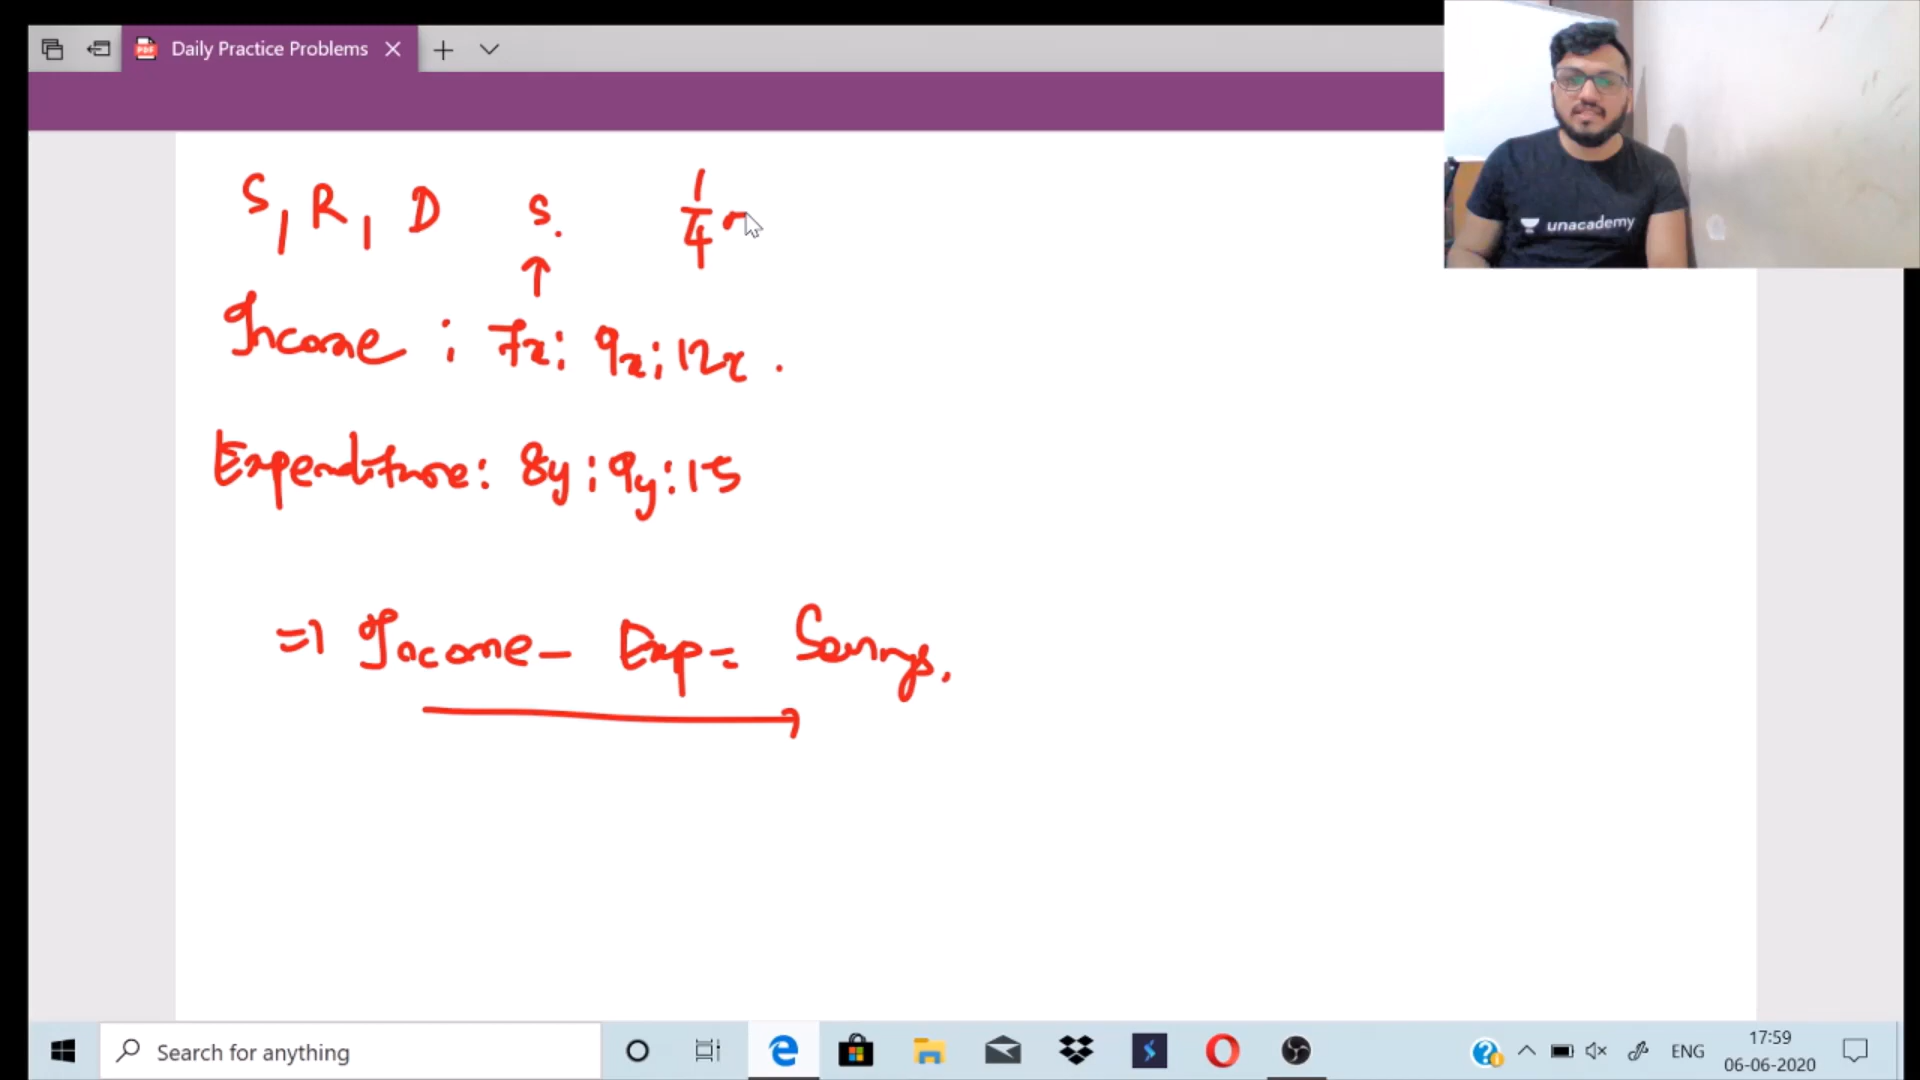 Daily Practice Problems
unacademy
S, R, D S. 1/4
Income : 7x : 9x : 12x .
Expenditure : 8y : 9y : 15
=> Income - Exp = Savings.
Search for anything
ENG
17:59
06-06-2020